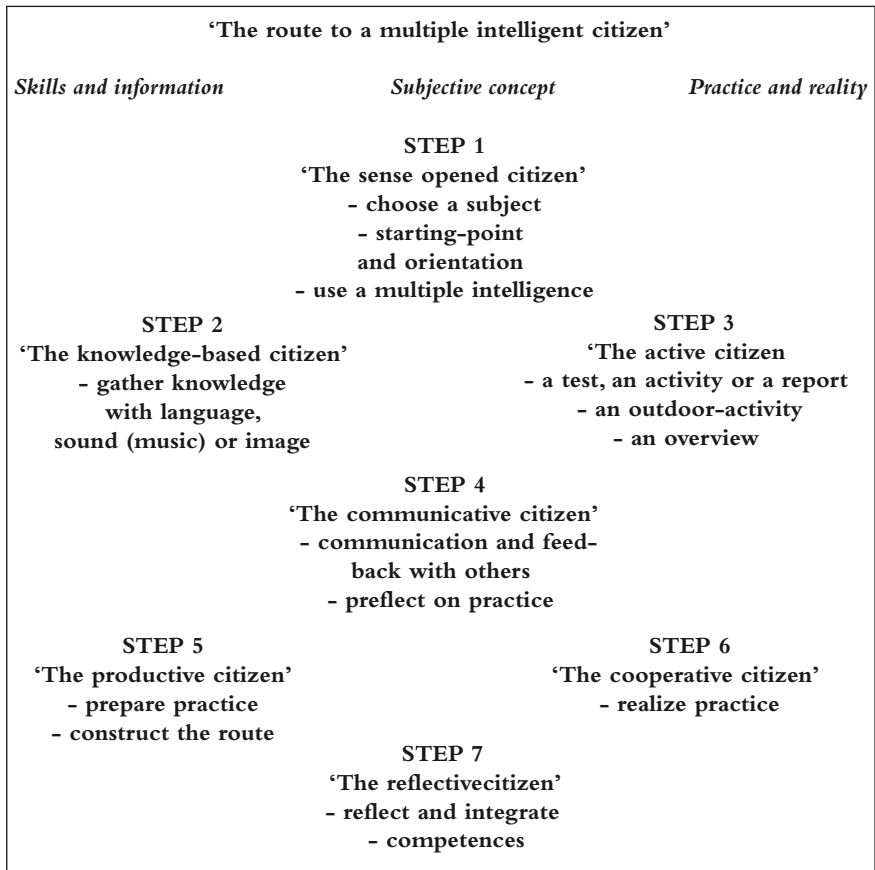 ‘The route to a multiple intelligent citizen’
Skills and information Subjective concept Practice and reality
STEP 1
‘The sense opened citizen’
- choose a subject
- starting-point
and orientation
- use a multiple intelligence
STEP 2
‘The knowledge-based citizen’
- gather knowledge
with language,
sound (music) or image
STEP 3
‘The active citizen
- a test, an activity or a report
- an outdoor-activity
- an overview
STEP 4
‘The communicative citizen’
- communication and feed-
back with others
- preflect on practice
STEP 5
‘The productive citizen’
- prepare practice
- construct the route
STEP 6
‘The cooperative citizen’
- realize practice
STEP 7
‘The reflectivecitizen’
- reflect and integrate
- competences